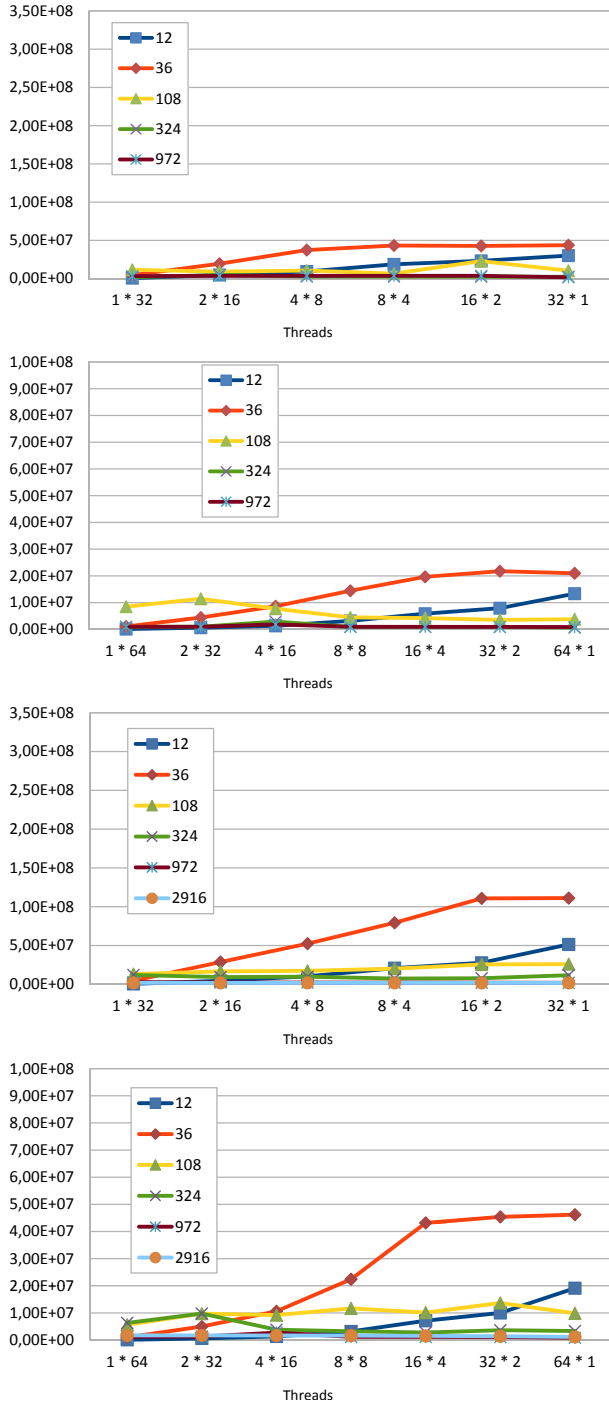 3,50E+08
3,00E+08
2,50E+08
2,00E+08
1,50E+08
1,00E+08
5,00E+07
0,00E+00
12
36
108
324
972
1 * 32 2 * 16 4 * 8 8 * 4 16 * 2 32 * 1
Threads
1,00E+08
9,00E+07
8,00E+07
7,00E+07
6,00E+07
5,00E+07
4,00E+07
3,00E+07
2,00E+07
1,00E+07
0,00E+00
12
36
108
324
972
1 * 64 2 * 32 4 * 16 8 * 8 16 * 4 32 * 2 64 * 1
Threads
3,50E+08
3,00E+08
2,50E+08
2,00E+08
1,50E+08
1,00E+08
5,00E+07
0,00E+00
12
36
108
324
972
2916
1 * 32 2 * 16 4 * 8 8 * 4 16 * 2 32 * 1
Threads
1,00E+08
9,00E+07
8,00E+07
7,00E+07
6,00E+07
5,00E+07
4,00E+07
3,00E+07
2,00E+07
1,00E+07
0,00E+00
12
36
108
324
972
2916
1 * 64 2 * 32 4 * 16 8 * 8 16 * 4 32 * 2 64 * 1
Threads